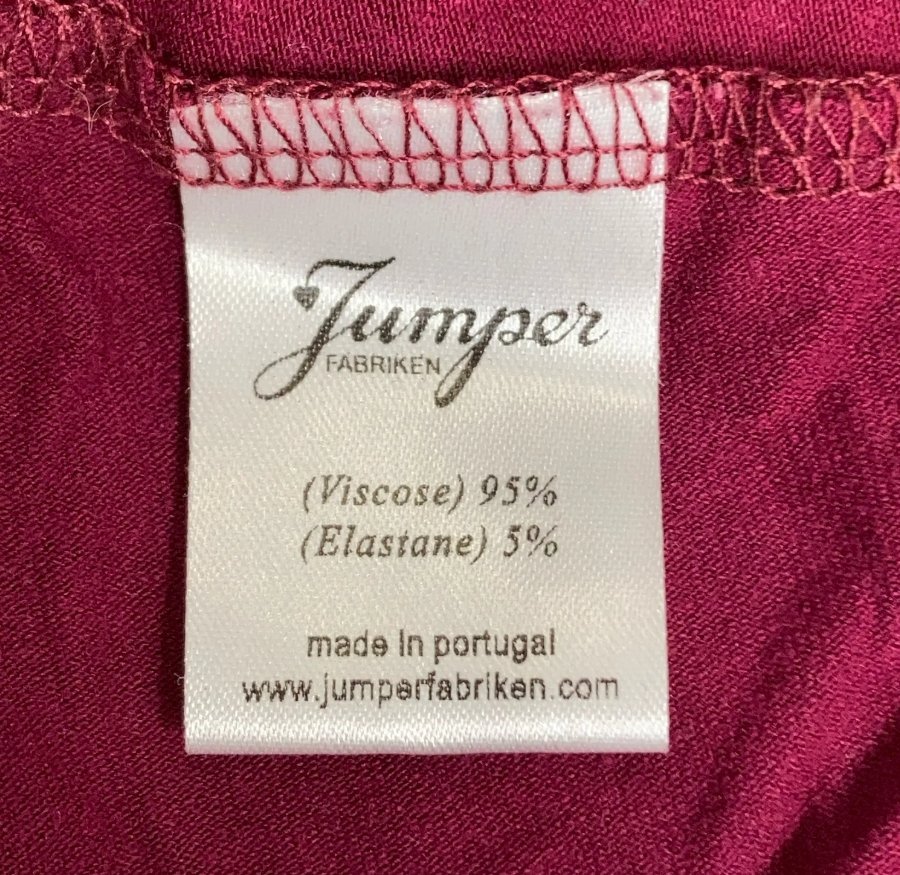 Jumper
FABRIKEN
(Viscose) 95%
(Elastane) 5%
made in portugal
www.jumperfabriken.com